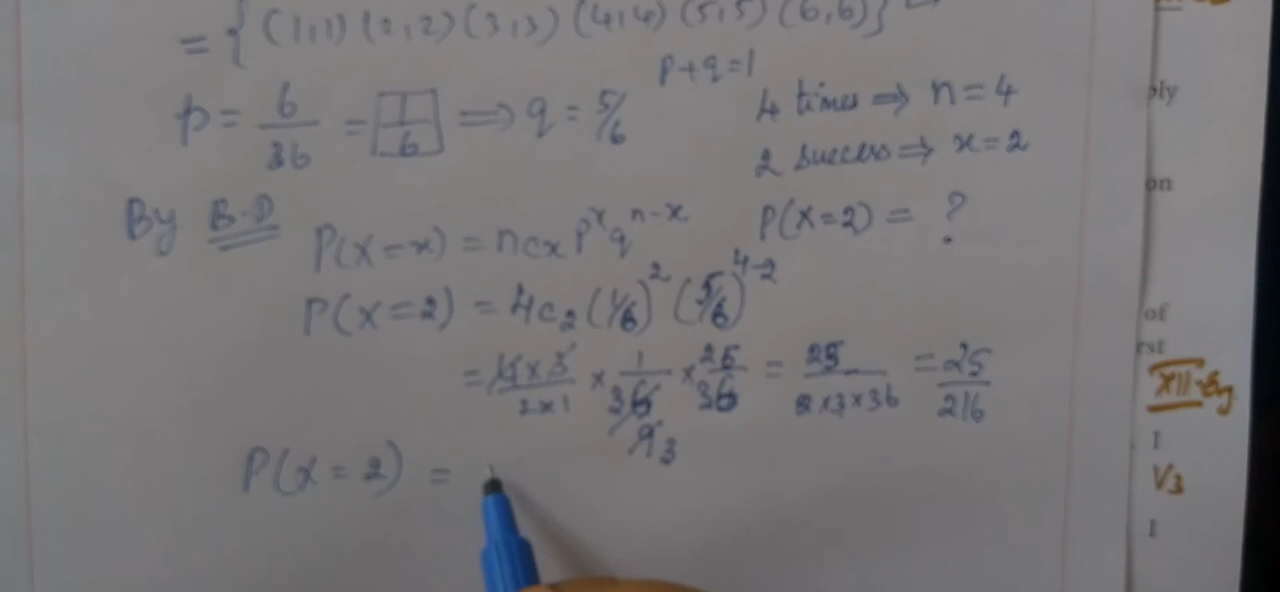 = {(1,1) (2,2) (3,3) (4,4) (5,5) (6,6)}
p+q=1
p = 6/36 = 1/6 ⟹ q = 5/6
4 times ⟹ n=4
2 success ⟹ x=2
By B.D
P(X=x) = ncx p^x q^n-x
P(X=2) = ?
P(X=2) = 4c2 (1/6)^2 (5/6)^4-2
= 4×3/2×1 × 1/36 × 25/36 = 25/2×3×36 = 25/216
9 3
P(X=2) =
ply
on
of
rst
XII-Eg
I
V3
I